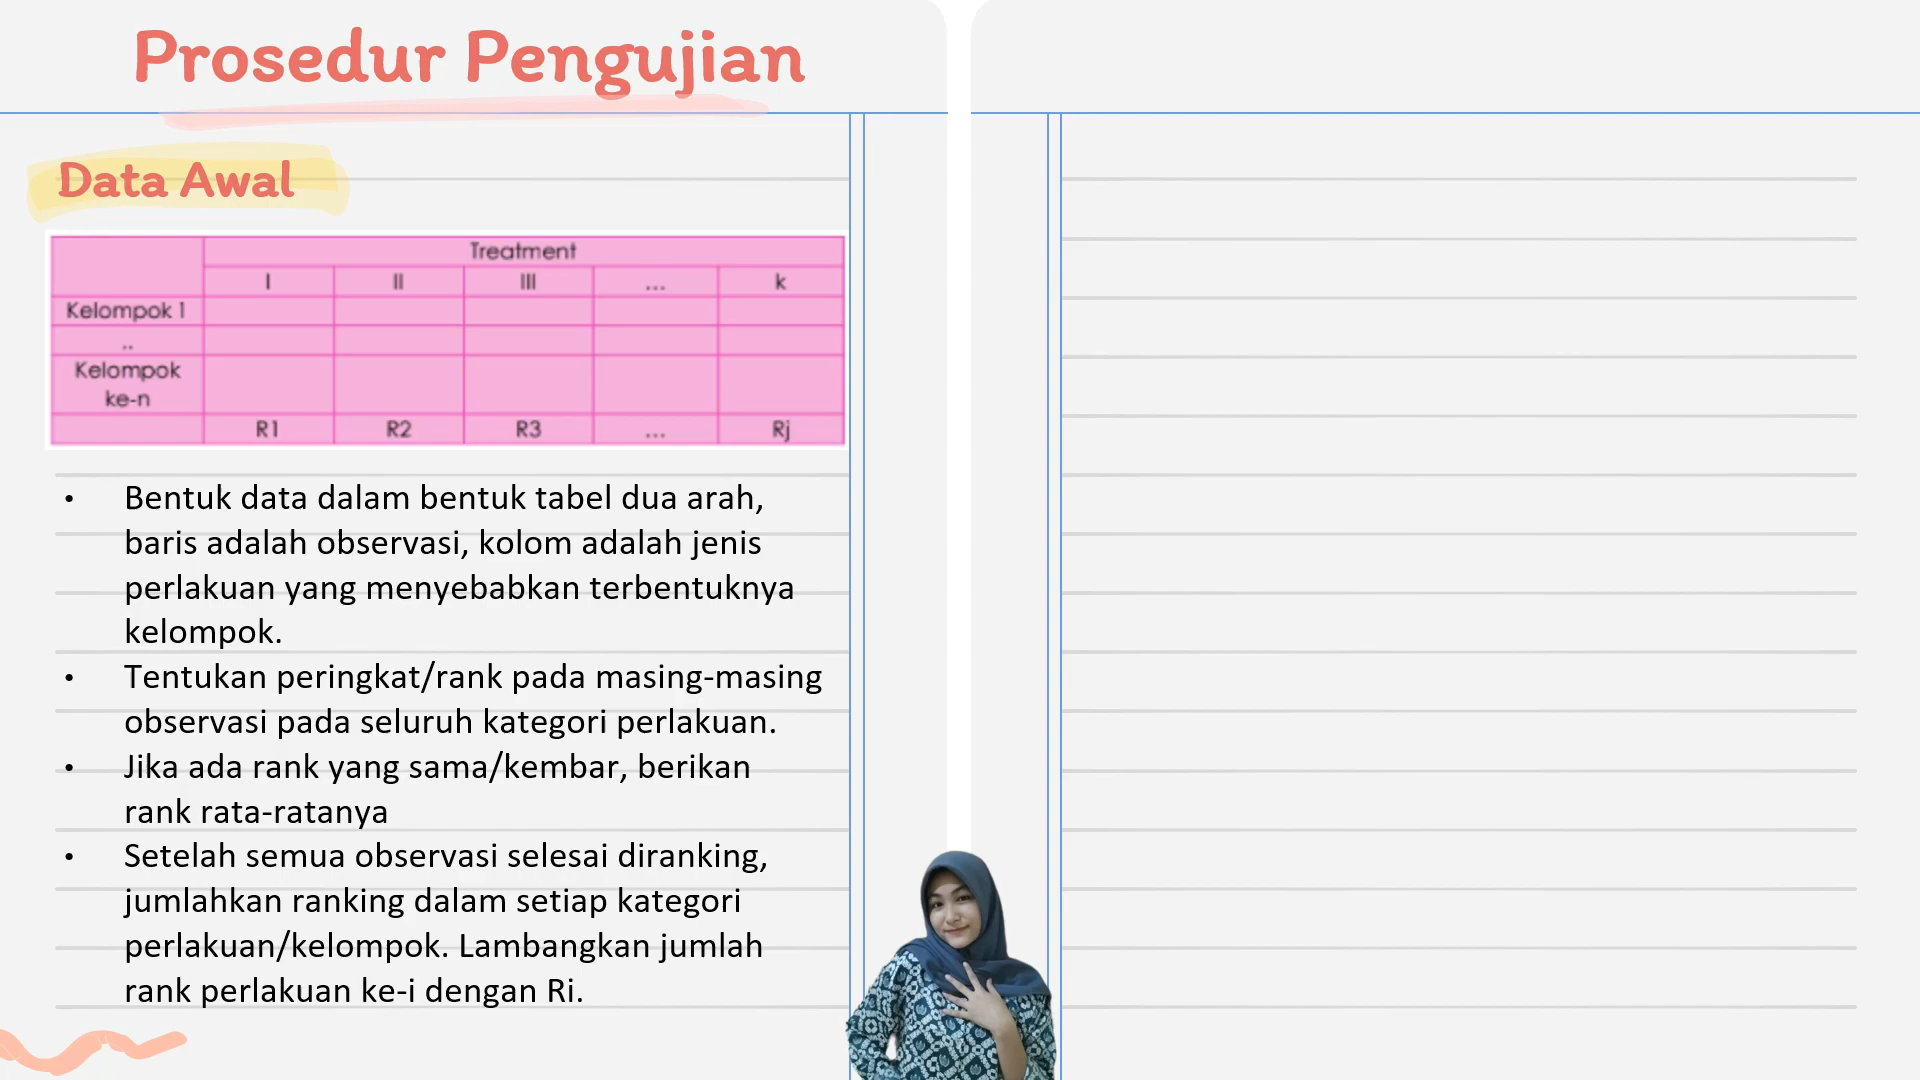 Prosedur Pengujian
Data Awal
Treatment
I II III ... k
Kelompok 1
..
Kelompok
ke-n
R1 R2 R3 ... Rj
• Bentuk data dalam bentuk tabel dua arah,
baris adalah observasi, kolom adalah jenis
perlakuan yang menyebabkan terbentuknya
kelompok.
• Tentukan peringkat/rank pada masing-masing
observasi pada seluruh kategori perlakuan.
• Jika ada rank yang sama/kembar, berikan
rank rata-ratanya
• Setelah semua observasi selesai diranking,
jumlahkan ranking dalam setiap kategori
perlakuan/kelompok. Lambangkan jumlah
rank perlakuan ke-i dengan Ri.